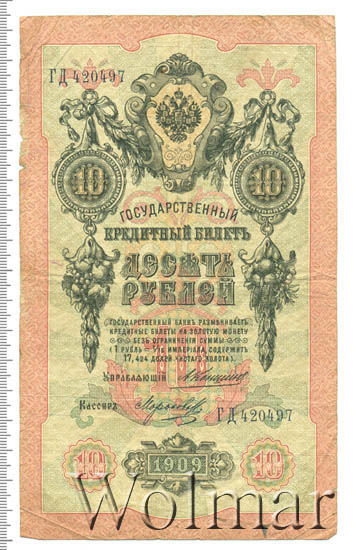 ГД 420497
10 10
ГОСУДАРСТВЕННЫЙ
КРЕДИТНЫЙ БИЛЕТЪ
ДЕСЯТЬ
РУБЛЕЙ
ГОСУДАРСТВЕННЫЙ БАНКЪ РАЗМѢНИВАЕТЪ
КРЕДИТНЫЕ БИЛЕТЫ НА ЗОЛОТУЮ МОНЕТУ
БЕЗЪ ОГРАНИЧЕНІЯ СУММЫ
(1 РУБЛЬ = 1/15 ИМПЕРІАЛА, СОДЕРЖИТЪ
17,424 ДОЛЕЙ ЧИСТАГО ЗОЛОТА).
УПРАВЛЯЮЩІЙ
Кассиръ
ГД 420497
10 1909 10
Wolmar